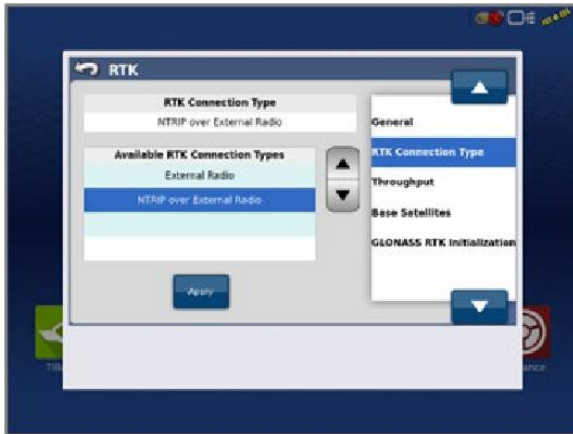 RTK
RTK Connection Type
NTRIP over External Radio
Available RTK Connection Types
External Radio
NTRIP over External Radio
Apply
General
RTK Connection Type
Throughput
Base Satellites
GLONASS RTK Initialization